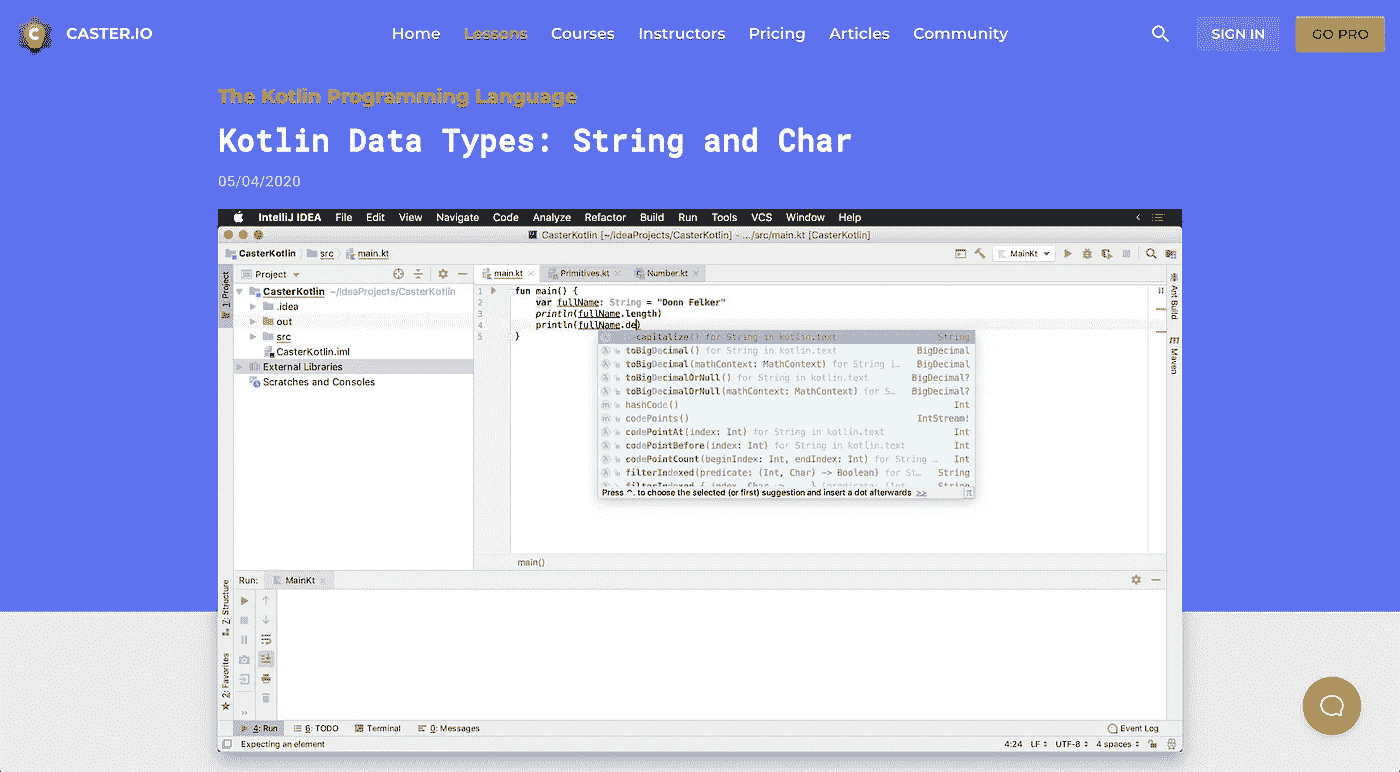 CASTER.IO
Home Lessons Courses Instructors Pricing Articles Community
SIGN IN
GO PRO
The Kotlin Programming Language
Kotlin Data Types: String and Char
05/04/2020
IntelliJ IDEA File Edit View Navigate Code Analyze Refactor Build Run Tools VCS Window Help
CasterKotlin [~/ideaProjects/CasterKotlin] - .../src/main.kt [CasterKotlin]
CasterKotlin src main.kt
MainKt
1: Project
Project
main.kt Primitives.kt Number.kt
CasterKotlin ~/IdeaProjects/CasterKotlin
.idea
out
src
CasterKotlin.iml
External Libraries
Scratches and Consoles
1 fun main() {
2 var fullName: String = "Donn Felker"
3 println(fullName.length)
4 println(fullName.de)
5 }
capitalize() for String in kotlin.text String
toBigDecimal() for String in kotlin.text BigDecimal
toBigDecimal(mathContext: MathContext) for String i... BigDecimal
toBigDecimalOrNull() for String in kotlin.text BigDecimal?
toBigDecimalOrNull(mathContext: MathContext) for S... BigDecimal?
hashCode() Int
codePoints() IntStream!
codePointAt(index: Int) for String in kotlin.text Int
codePointBefore(index: Int) for String in kotlin.text Int
codePointCount(beginIndex: Int, endIndex: Int) for String ... Int
filterIndexed(predicate: (Int, Char) -> Boolean) for St... String
Press ^. to choose the selected (or first) suggestion and insert a dot afterwards >>
Ant Build
Maven
main()
Run: MainKt
Z: Structure
2: Favorites
4: Run 6: TODO Terminal 0: Messages
Event Log
Expecting an element
4:24 LF UTF-8 4 spaces